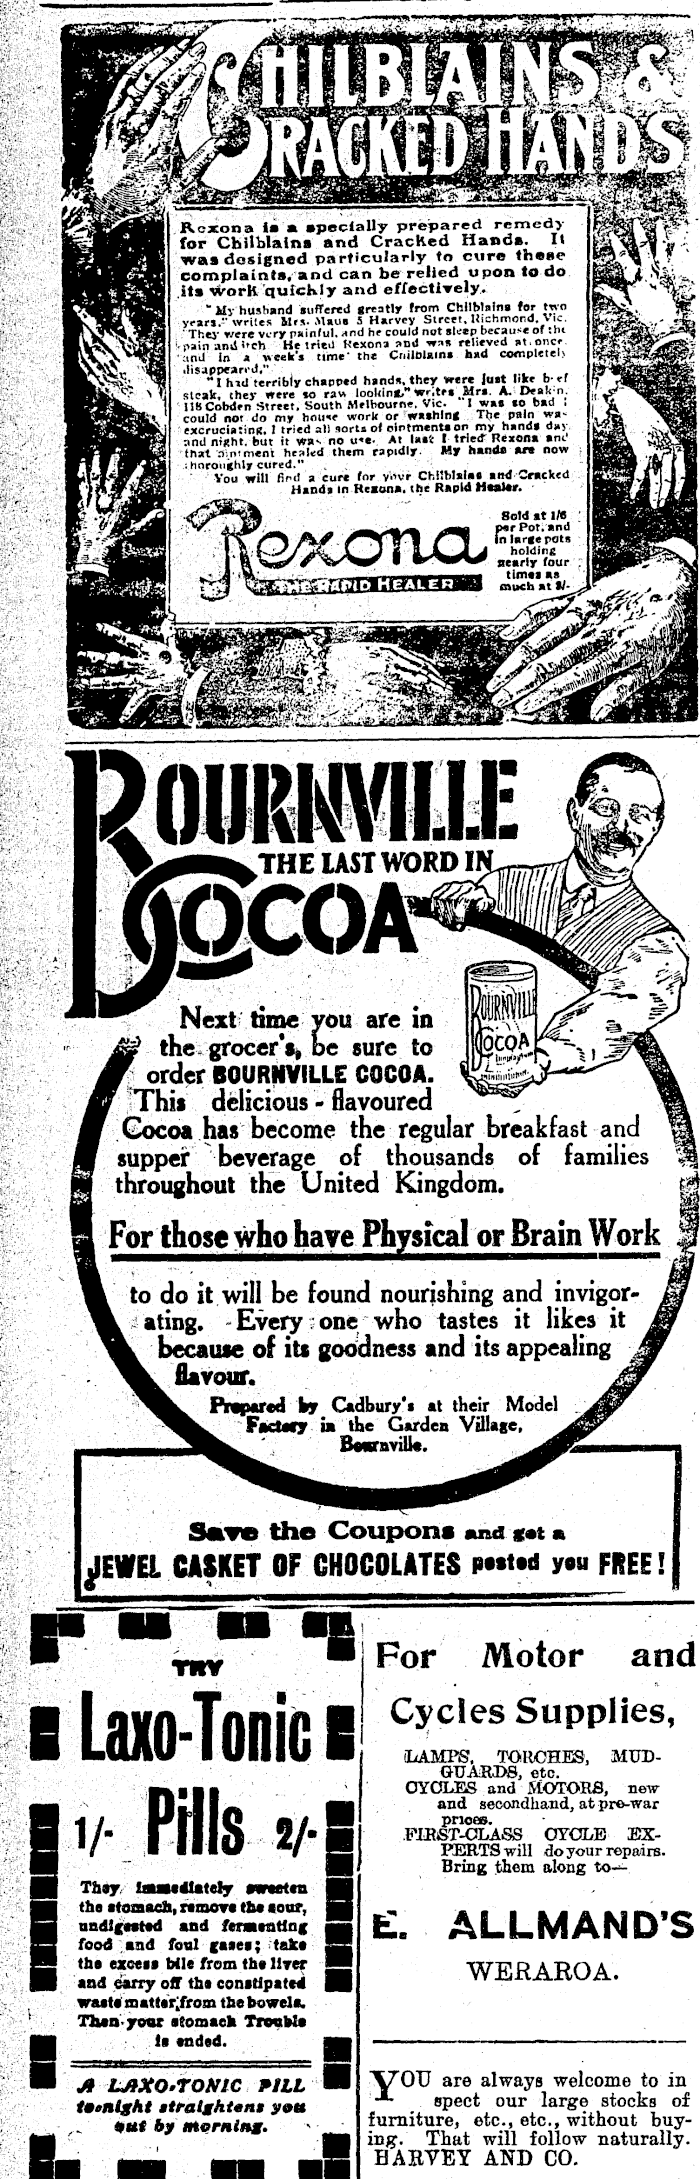 CHILBLAINS &
CRACKED HANDS
Rexona is a specially prepared remedy
for Chilblains and Cracked Hands. It
was designed particularly to cure these
complaints, and can be relied upon to do
its work quickly and effectively.
"My husband suffered greatly from Chilblains for two
years," writes Mrs. Maus 5 Harvey Street, Richmond, Vic.
"They were very painful, and he could not sleep because of the
pain and itch He tried Rexona and was relieved at once
and in a week's time the Chilblains had completely
disappeared."
"I had terribly chapped hands, they were just like beef
steak, they were so raw looking," writes Mrs. A. Deakin,
118 Cobden Street, South Melbourne, Vic. "I was so bad I
could not do my house work or washing The pain was
excruciating, I tried all sorts of ointments on my hands day
and night, but it was no use. At last I tried Rexona and
that ointment healed them rapidly. My hands are now
thoroughly cured."
You will find a cure for your Chilblains and Cracked
Hands in Rexona, the Rapid Healer.
Rexona
THE RAPID HEALER
Sold at 1/6
per Pot, and
in large pots
holding
nearly four
times as
much at 3/-
BOURNVILLE
THE LAST WORD IN
COCOA
BOURNVILLE
COCOA
Next time you are in
the grocer's, be sure to
order BOURNVILLE COCOA.
This delicious-flavoured
Cocoa has become the regular breakfast and
supper beverage of thousands of families
throughout the United Kingdom.
For those who have Physical or Brain Work
to do it will be found nourishing and invigor-
ating. Every one who tastes it likes it
because of its goodness and its appealing
flavour.
Prepared by Cadbury's at their Model
Factory in the Garden Village,
Bournville.
Save the Coupons and get a
JEWEL CASKET OF CHOCOLATES posted you FREE!
TRY
Laxo-Tonic
Pills
1/- 2/-
They immediately sweeten
the stomach, remove the sour,
undigested and fermenting
food and foul gases; take
the excess bile from the liver
and carry off the constipated
waste matter from the bowels.
Then your stomach Trouble
is ended.
A LAXO-TONIC PILL
to-night straightens you
out by morning.
For Motor and
Cycles Supplies,
LAMPS, TORCHES, MUD-
GUARDS, etc.
CYCLES and MOTORS, new
and secondhand, at pre-war
prices.
FIRST-CLASS CYCLE EX-
PERTS will do your repairs.
Bring them along to—
E. ALLMAND'S
WERAROA.
YOU are always welcome to in
spect our large stocks of
furniture, etc., etc., without buy-
ing. That will follow naturally.
HARVEY AND CO.